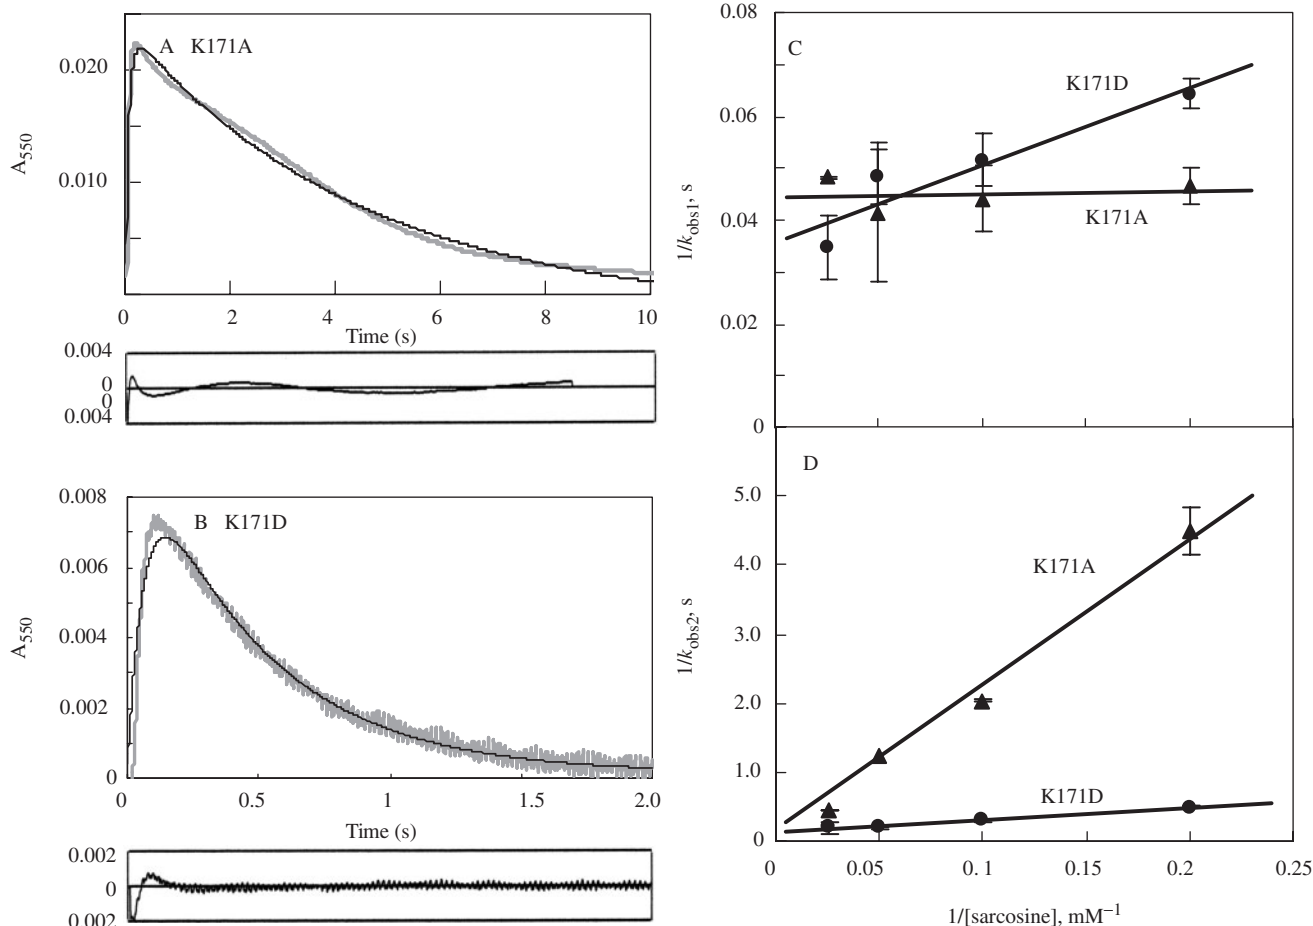 A K171A
0.020
0.010
A550
0 2 4 6 8 10
Time (s)
0.004
0
0
0.004
0.008
B K171D
0.006
0.004
0.002
0
A550
0 0.5 1 1.5 2.0
Time (s)
0.002
0
0.002
0.08
C
K171D
0.06
0.04
K171A
0.02
0
1/kobs1, s
D
5.0
K171A
4.0
3.0
2.0
1.0
K171D
0
1/kobs2, s
0 0.05 0.1 0.15 0.2 0.25
1/[sarcosine], mM−1